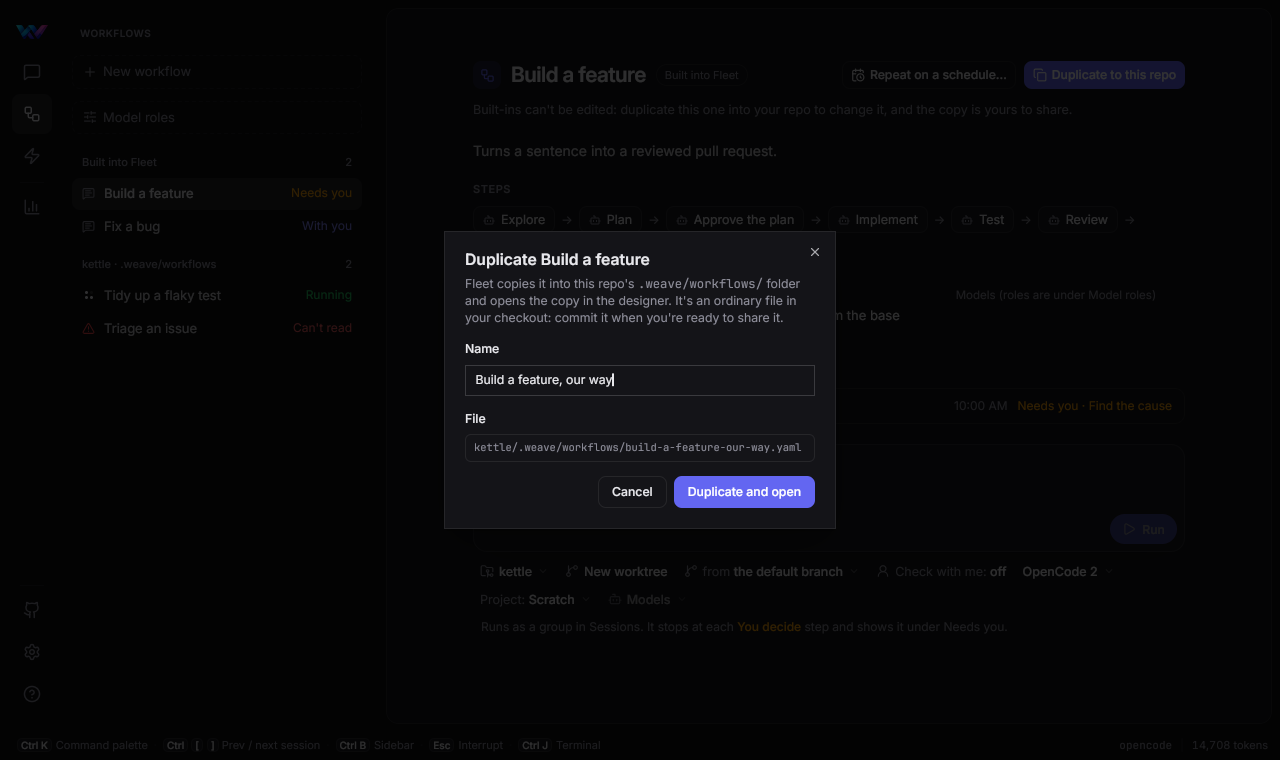 WORKFLOWS
New workflow
Model roles
Built into Fleet 2
Build a feature Needs you
Fix a bug With you
kettle · .weave/workflows 2
Tidy up a flaky test Running
Triage an issue Can't read
Build a feature Built into Fleet Repeat on a schedule... Duplicate to this repo
Built-ins can't be edited: duplicate this one into your repo to change it, and the copy is yours to share.
Turns a sentence into a reviewed pull request.
STEPS
Explore → Plan → Approve the plan → Implement → Test → Review →
Models (roles are under Model roles)
m the base
10:00 AM Needs you · Find the cause
Run
Duplicate Build a feature
Fleet copies it into this repo's .weave/workflows/ folder
and opens the copy in the designer. It's an ordinary file in
your checkout: commit it when you're ready to share it.
Name
Build a feature, our way
File
kettle/.weave/workflows/build-a-feature-our-way.yaml
Cancel Duplicate and open
kettle New worktree from the default branch Check with me: off OpenCode 2
Project: Scratch Models
Runs as a group in Sessions. It stops at each You decide step and shows it under Needs you.
Ctrl K Command palette Ctrl [ ] Prev / next session Ctrl B Sidebar Esc Interrupt Ctrl J Terminal opencode 14,708 tokens